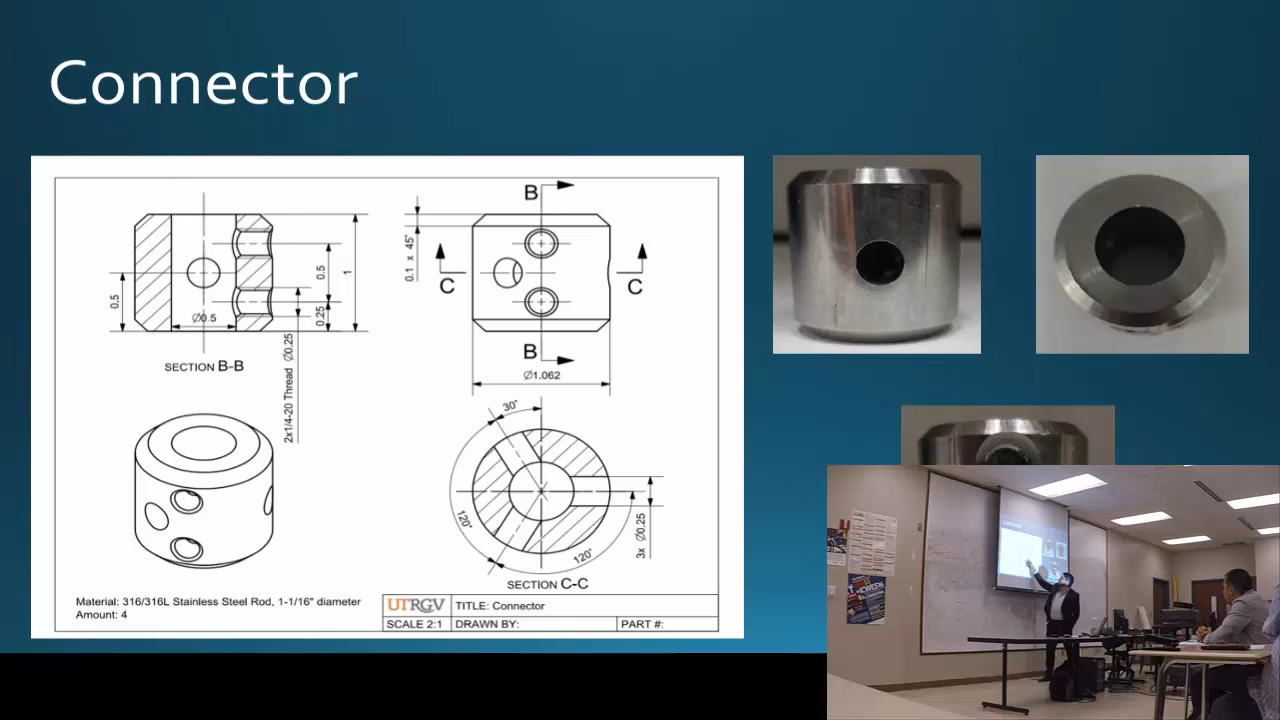 Connector
B
0.5
Ø0.5
0.5
0.25
1
SECTION B-B
2x1/4-20 Thread Ø0.25
0.1 x 45°
C
C
B
Ø1.062
30°
120°
120°
3x Ø0.25
SECTION C-C
Material: 316/316L Stainless Steel Rod, 1-1/16" diameter
Amount: 4
UTRGV
TITLE: Connector
SCALE 2:1
DRAWN BY:
PART #: